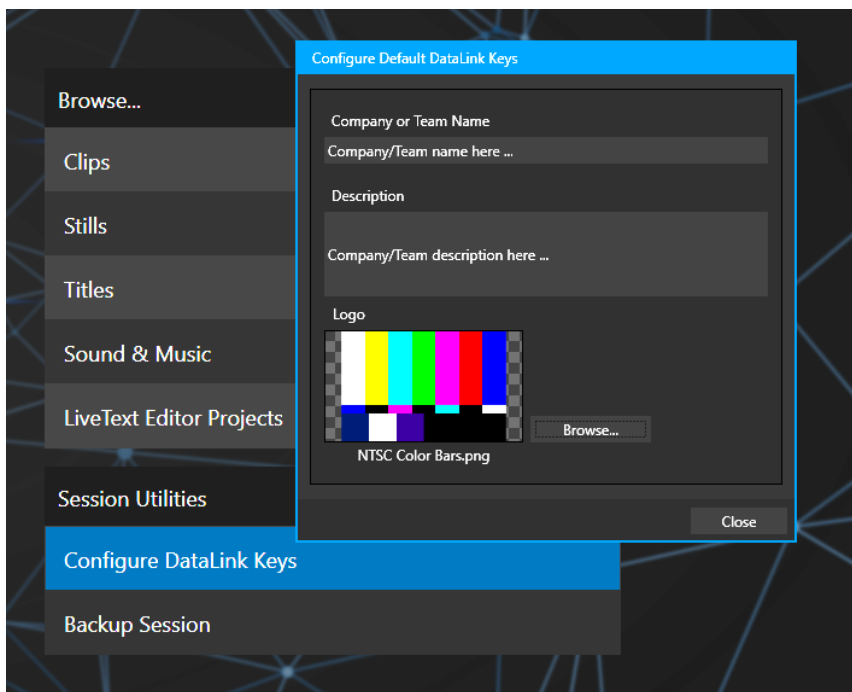 Browse...
Clips
Stills
Titles
Sound & Music
LiveText Editor Projects
Session Utilities
Configure DataLink Keys
Backup Session
Configure Default DataLink Keys
Company or Team Name
Company/Team name here ...
Description
Company/Team description here ...
Logo
Browse...
NTSC Color Bars.png
Close